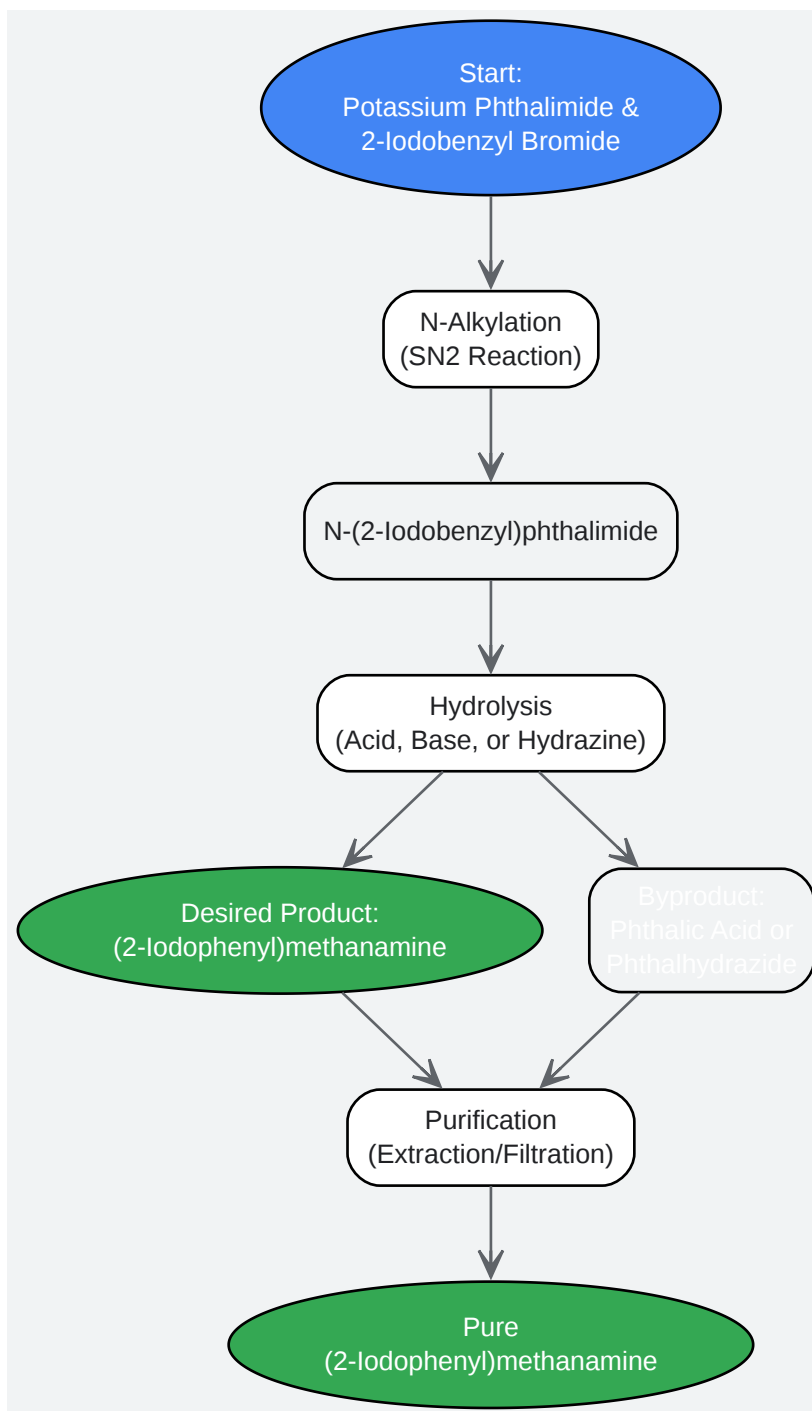 Start:
Potassium Phthalimide &
2-Iodobenzyl Bromide
N-Alkylation
(SN2 Reaction)
N-(2-Iodobenzyl)phthalimide
Hydrolysis
(Acid, Base, or Hydrazine)
Desired Product:
(2-Iodophenyl)methanamine
Byproduct:
Phthalic Acid or
Phthalhydrazide
Purification
(Extraction/Filtration)
Pure
(2-Iodophenyl)methanamine